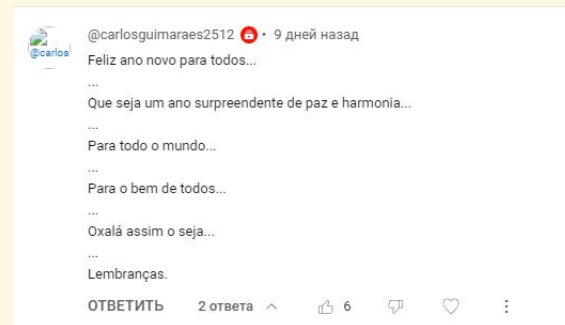 @carlos
@carlosguimaraes2512 • 9 дней назад
Feliz ano novo para todos...
...
Que seja um ano surpreendente de paz e harmonia...
...
Para todo o mundo...
...
Para o bem de todos...
...
Oxalá assim o seja...
...
Lembranças.
ОТВЕТИТЬ 2 ответа 6